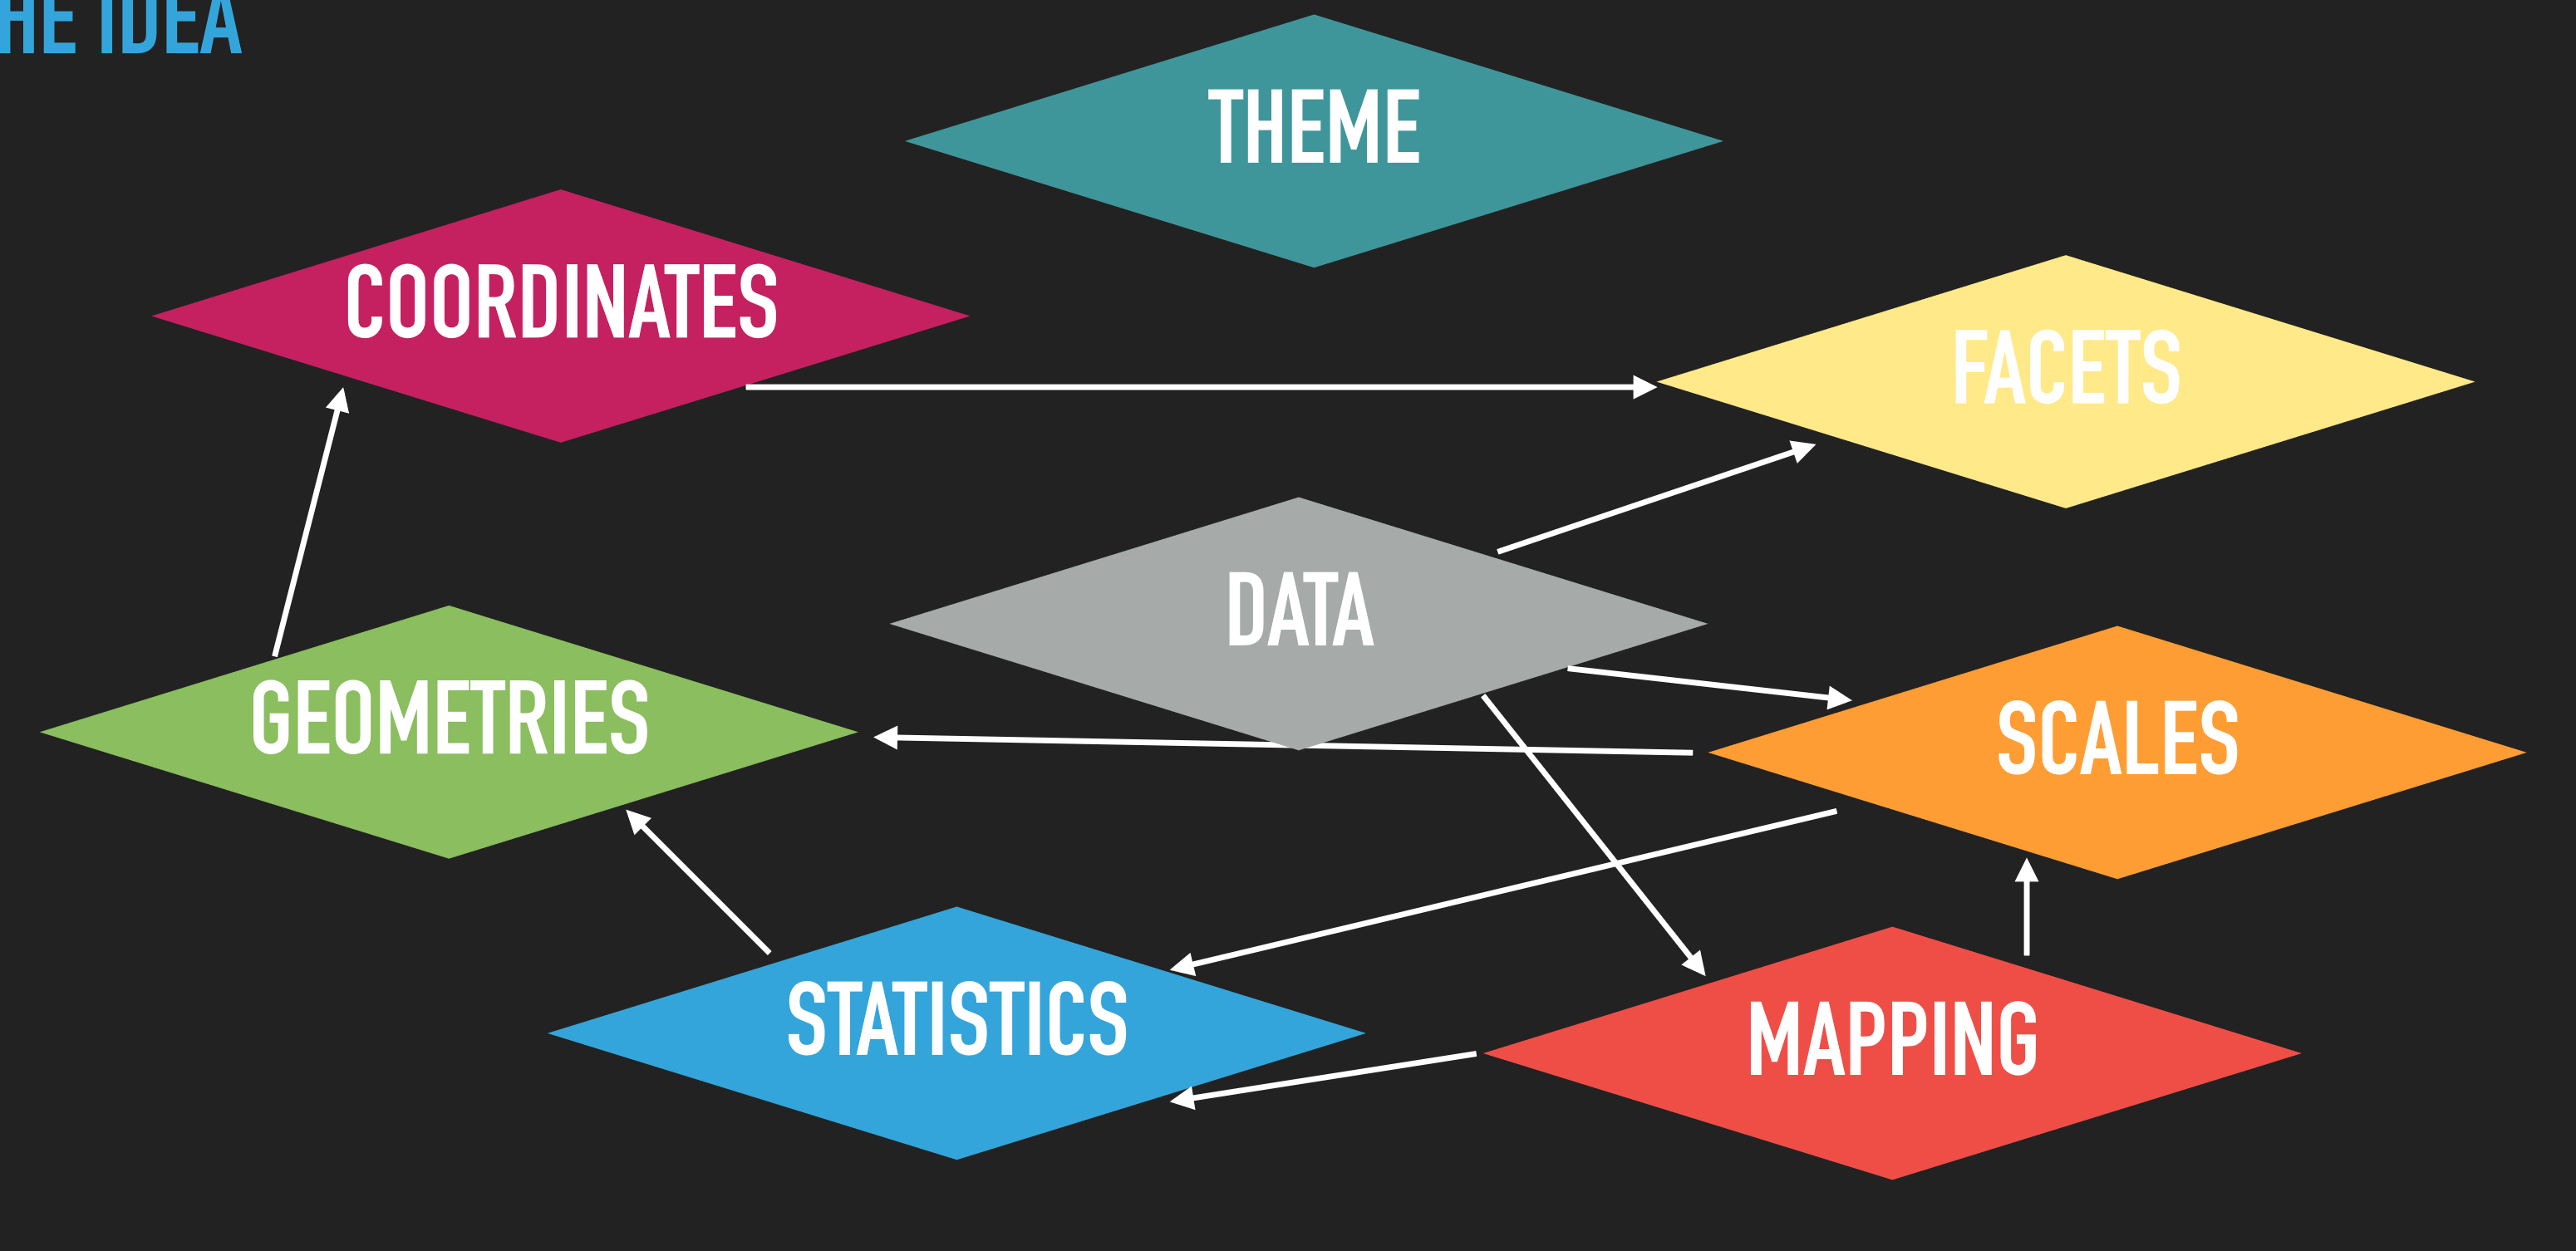 HE IDEA
THEME
COORDINATES
FACETS
DATA
GEOMETRIES
SCALES
STATISTICS
MAPPING